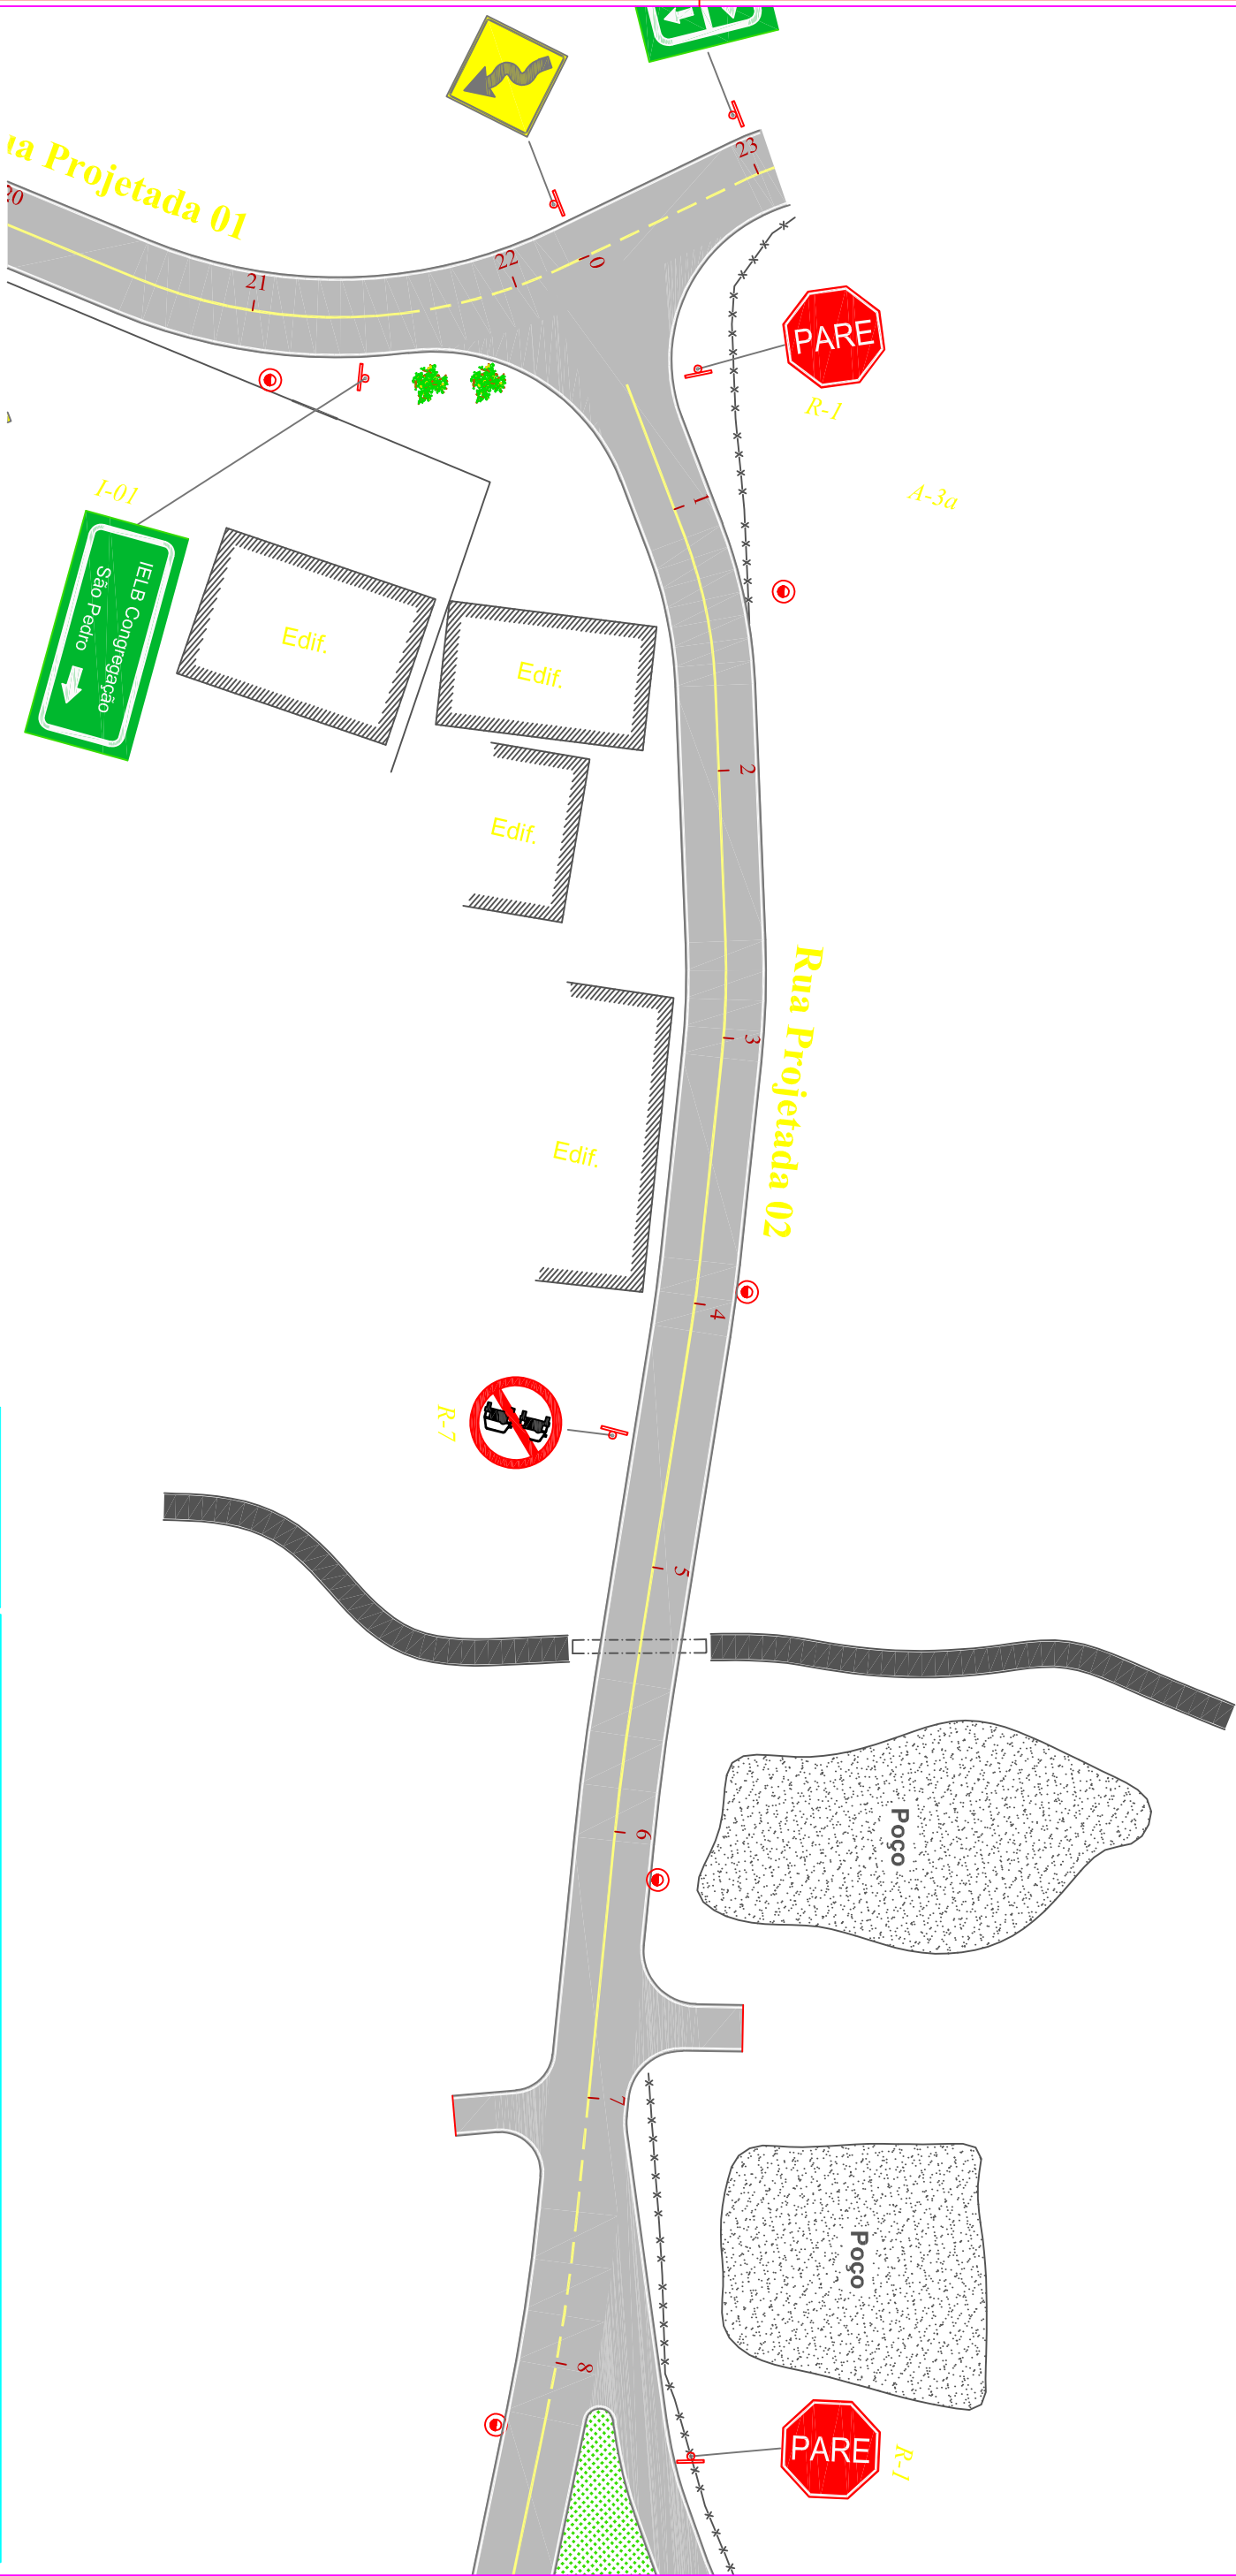 23
ua Projetada 01
20
22
0
21
PARE
R-1
1
A-3a
I-01
IELB Congregação
São Pedro
Edif.
Edif.
2
Edif.
Rua Projetada 02
3
Edif.
4
R-7
5
Poço
6
7
Poço
8
PARE
R-1